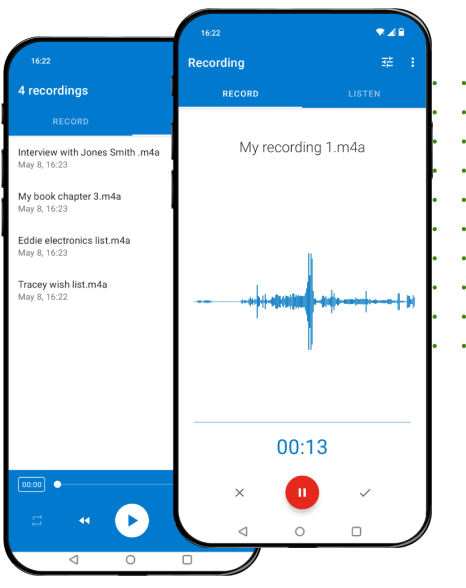 16:22
4 recordings
RECORD
Interview with Jones Smith .m4a
May 8, 16:23
My book chapter 3.m4a
May 8, 16:23
Eddie electronics list.m4a
May 8, 16:23
Tracey wish list.m4a
May 8, 16:22
00:00
16:22
Recording
RECORD LISTEN
My recording 1.m4a
00:13